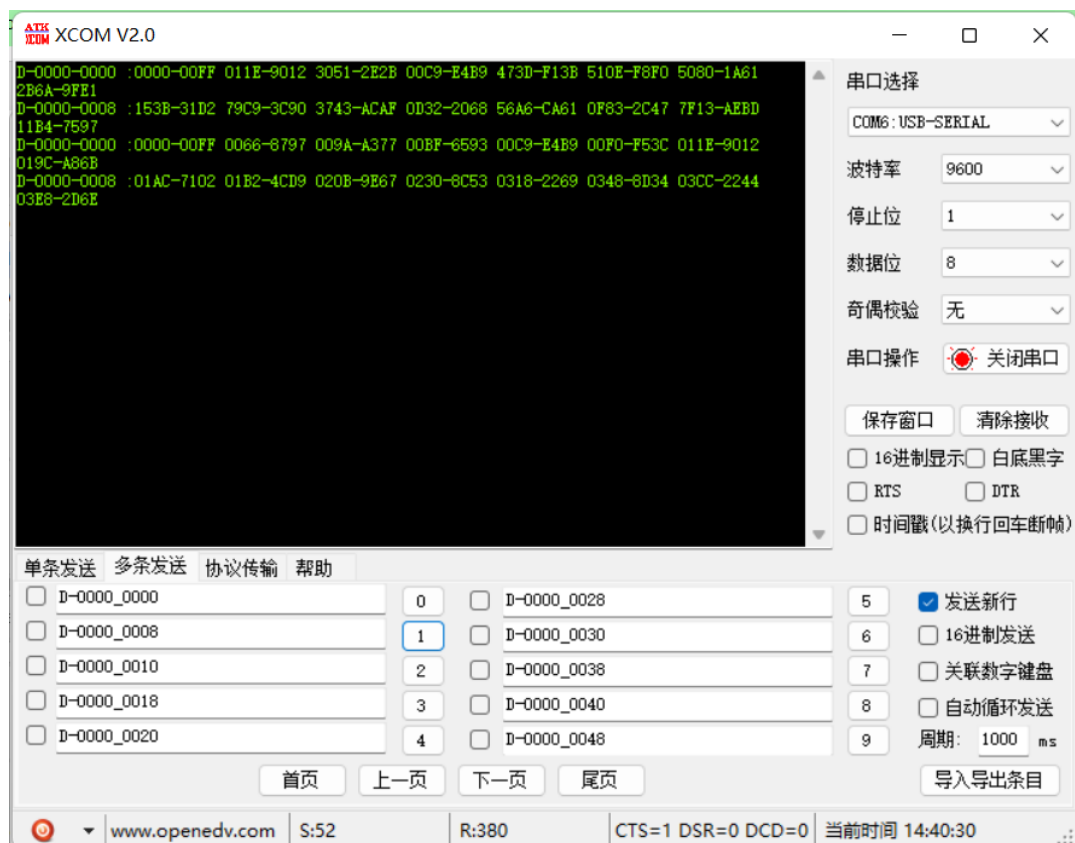 ATK XCOM XCOM V2.0
D-0000-0000 :0000-00FF 011E-9012 3051-2E2B 00C9-E4B9 473D-F13B 510E-F8F0 5080-1A61
2B6A-9FE1
D-0000-0008 :153B-31D2 79C9-3C90 3743-ACAF 0D32-2068 56A6-CA61 0F83-2C47 7F13-AEBD
11B4-7597
D-0000-0000 :0000-00FF 0066-8797 009A-A377 00BF-6593 00C9-E4B9 00F0-F53C 011E-9012
019C-A86B
D-0000-0008 :01AC-7102 01B2-4CD9 020B-9E67 0230-8C53 0318-2269 0348-8D34 03CC-2244
03E8-2D6E
串口选择
COM6:USB-SERIAL
波特率 9600
停止位 1
数据位 8
奇偶校验 无
串口操作 关闭串口
保存窗口 清除接收
16进制显示 白底黑字
RTS DTR
时间戳(以换行回车断帧)
单条发送 多条发送 协议传输 帮助
D-0000_0000 0 D-0000_0028 5 发送新行
D-0000_0008 1 D-0000_0030 6 16进制发送
D-0000_0010 2 D-0000_0038 7 关联数字键盘
D-0000_0018 3 D-0000_0040 8 自动循环发送
D-0000_0020 4 D-0000_0048 9 周期: 1000 ms
首页 上一页 下一页 尾页 导入导出条目
www.openedv.com S:52 R:380 CTS=1 DSR=0 DCD=0 当前时间 14:40:30